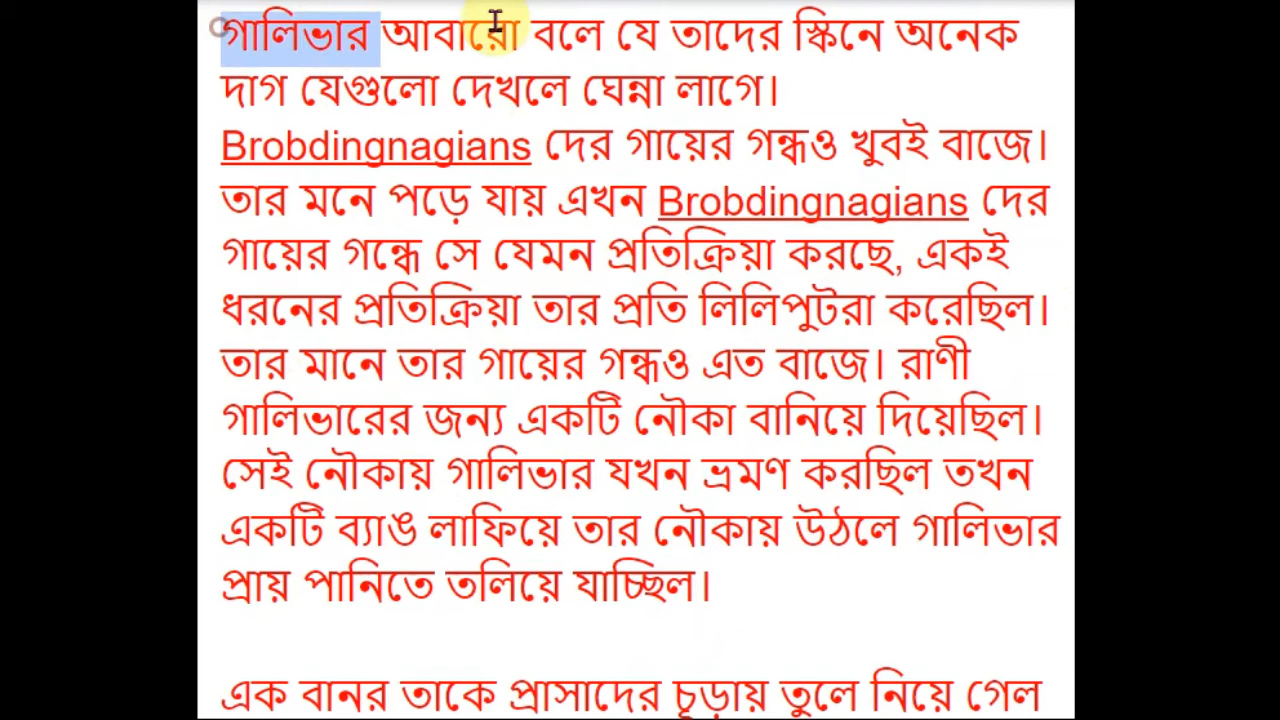 গালিভার আবারো বলে যে তাদের স্কিনে অনেক
দাগ যেগুলো দেখলে ঘেন্না লাগে।
Brobdingnagians দের গায়ের গন্ধও খুবই বাজে।
তার মনে পড়ে যায় এখন Brobdingnagians দের
গায়ের গন্ধে সে যেমন প্রতিক্রিয়া করছে, একই
ধরনের প্রতিক্রিয়া তার প্রতি লিলিপুটরা করেছিল।
তার মানে তার গায়ের গন্ধও এত বাজে। রাণী
গালিভারের জন্য একটি নৌকা বানিয়ে দিয়েছিল।
সেই নৌকায় গালিভার যখন ভ্রমণ করছিল তখন
একটি ব্যাঙ লাফিয়ে তার নৌকায় উঠলে গালিভার
প্রায় পানিতে তলিয়ে যাচ্ছিল।
এক বানর তাকে প্রাসাদের চূড়ায় তুলে নিয়ে গেল